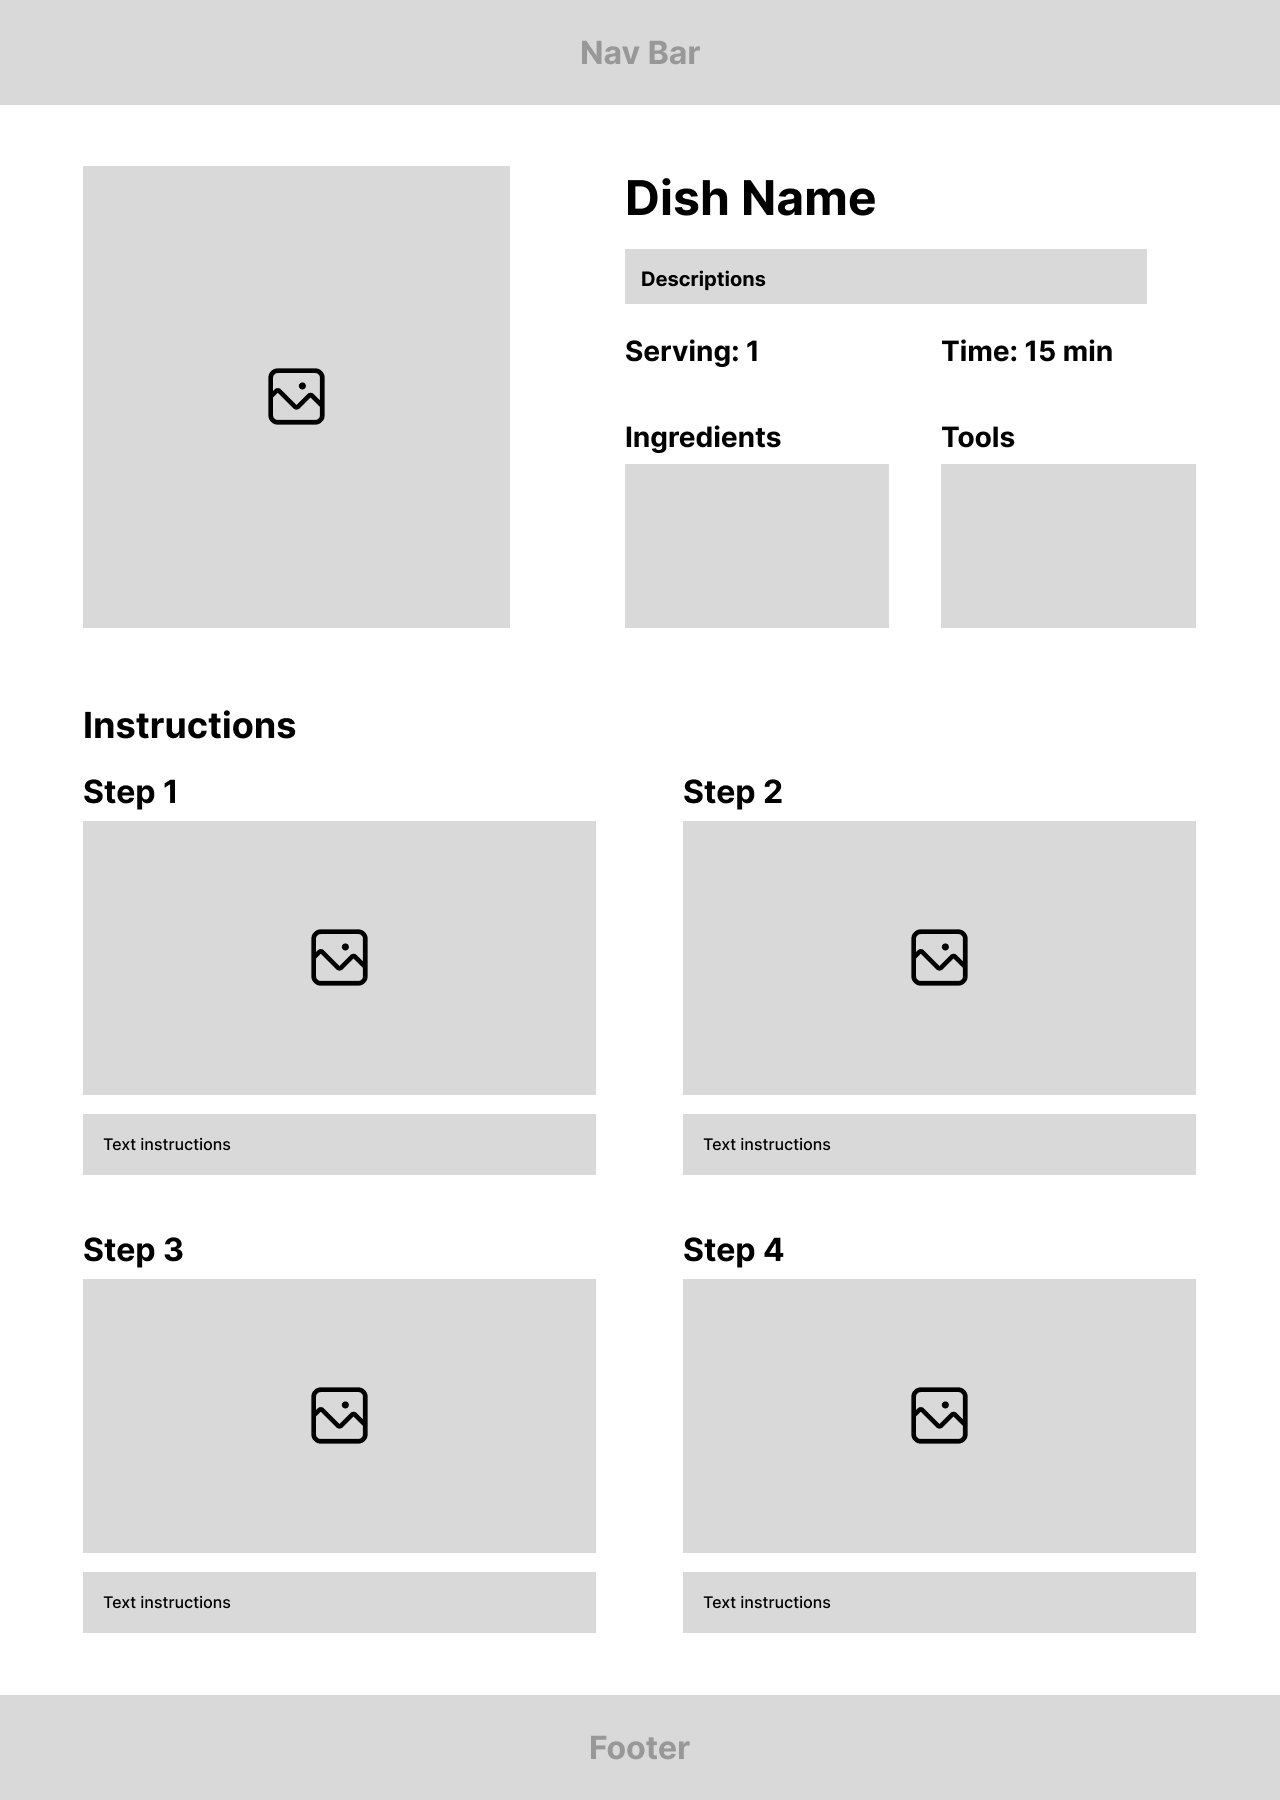 Nav Bar
Dish Name
Descriptions
Serving: 1
Time: 15 min
Ingredients
Tools
Instructions
Step 1
Step 2
Text instructions
Text instructions
Step 3
Step 4
Text instructions
Text instructions
Footer